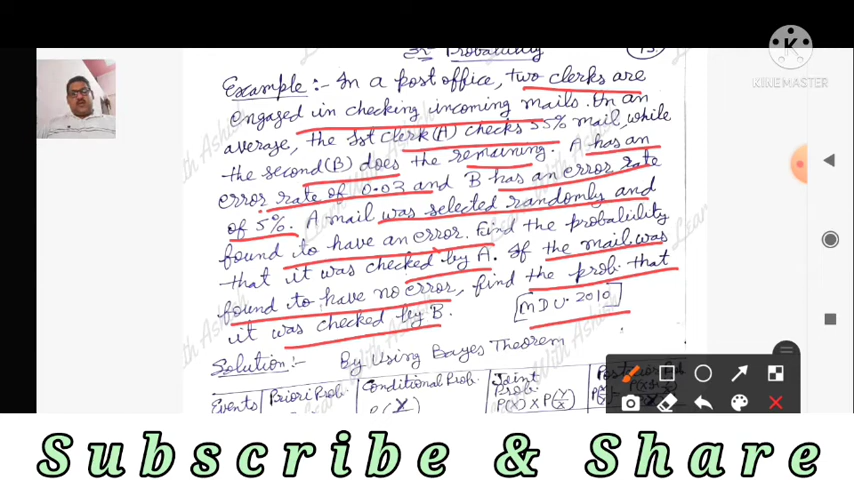 In Probability
13
KINEMASTER
Example:- In a post office, two clerks are
engaged in checking incoming mails. On an
average, the 1st clerk(A) checks 55% mail, while
the second(B) does the remaining. A has an
error rate of 0.03 and B has an error rate
of 5%. A mail was selected randomly and
found to have an error. Find the probability
that it was checked by A. If the mail was
found to have no error, find the prob. that
it was checked by B. [MDU. 2010]
Solution:- By Using Bayes Theorem
Events Priori Prob. Conditional Prob. Joint Prob.
P(X) X P(Y/X)
Subscribe & Share